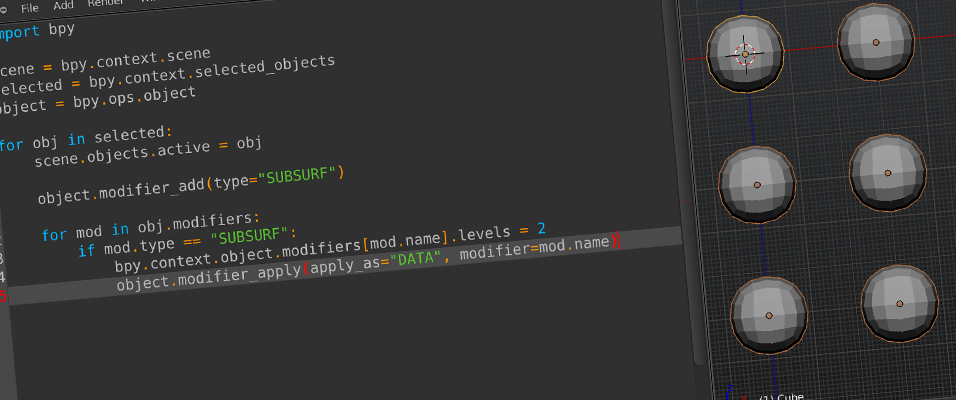 File Add Render
mport bpy
cene = bpy.context.scene
elected = bpy.context.selected_objects
bject = bpy.ops.object
for obj in selected:
scene.objects.active = obj
object.modifier_add(type="SUBSURF")
for mod in obj.modifiers:
if mod.type == "SUBSURF":
3 bpy.context.object.modifiers[mod.name].levels = 2
4 object.modifier_apply(apply_as="DATA", modifier=mod.name)
(1) Cube